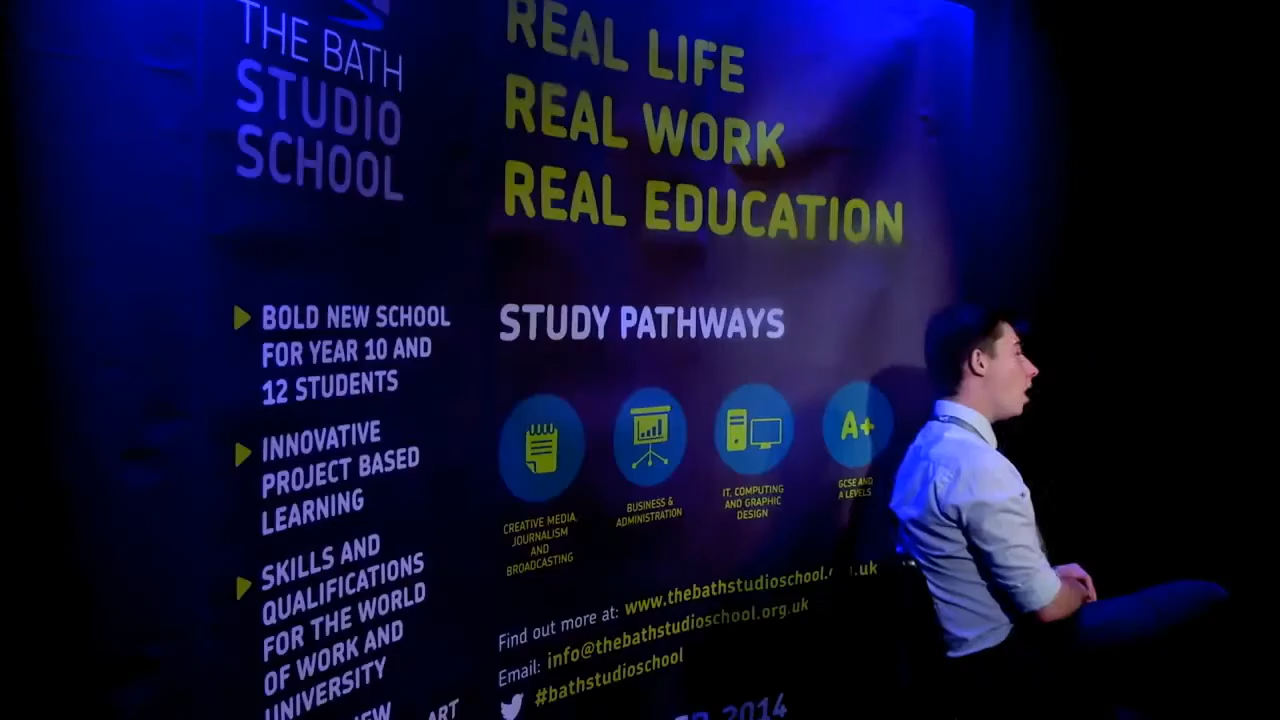 THE BATH
STUDIO
SCHOOL
REAL LIFE
REAL WORK
REAL EDUCATION
BOLD NEW SCHOOL
FOR YEAR 10 AND
12 STUDENTS
INNOVATIVE
PROJECT BASED
LEARNING
SKILLS AND
QUALIFICATIONS
FOR THE WORLD
OF WORK AND
UNIVERSITY
ART
STUDY PATHWAYS
CREATIVE MEDIA,
JOURNALISM
AND
BROADCASTING
BUSINESS &
ADMINISTRATION
IT, COMPUTING
AND GRAPHIC
DESIGN
A+
GCSE AND
A LEVELS
Find out more at: www.thebathstudioschool. .uk
Email: info@thebathstudioschool.org.uk
#bathstudioschool
2014